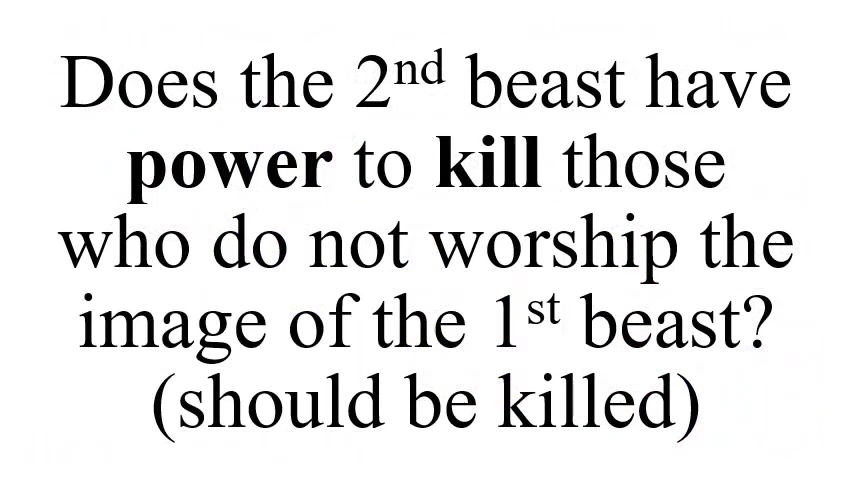 Does the 2nd beast have
power to kill those
who do not worship the
image of the 1st beast?
(should be killed)